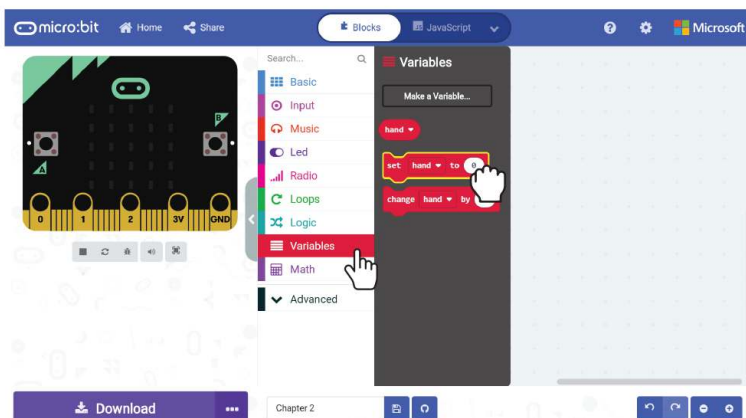 micro:bit Home Share Blocks JavaScript ? Microsoft
Search...
Basic
Input
Music
Led
Radio
Loops
Logic
Variables
Math
Advanced
Variables
Make a Variable...
hand
set hand to 0
change hand by
B
A
0 1 2 3V GND
Download ... Chapter 2